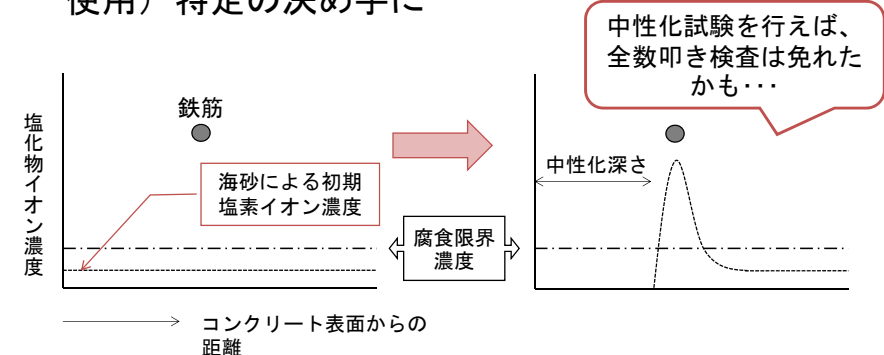 使用）特定の決め手に
中性化試験を行えば、
全数叩き検査は免れた
かも･･･
鉄筋
塩化物イオン濃度
海砂による初期
塩素イオン濃度
中性化深さ
腐食限界
濃度
コンクリート表面からの
距離